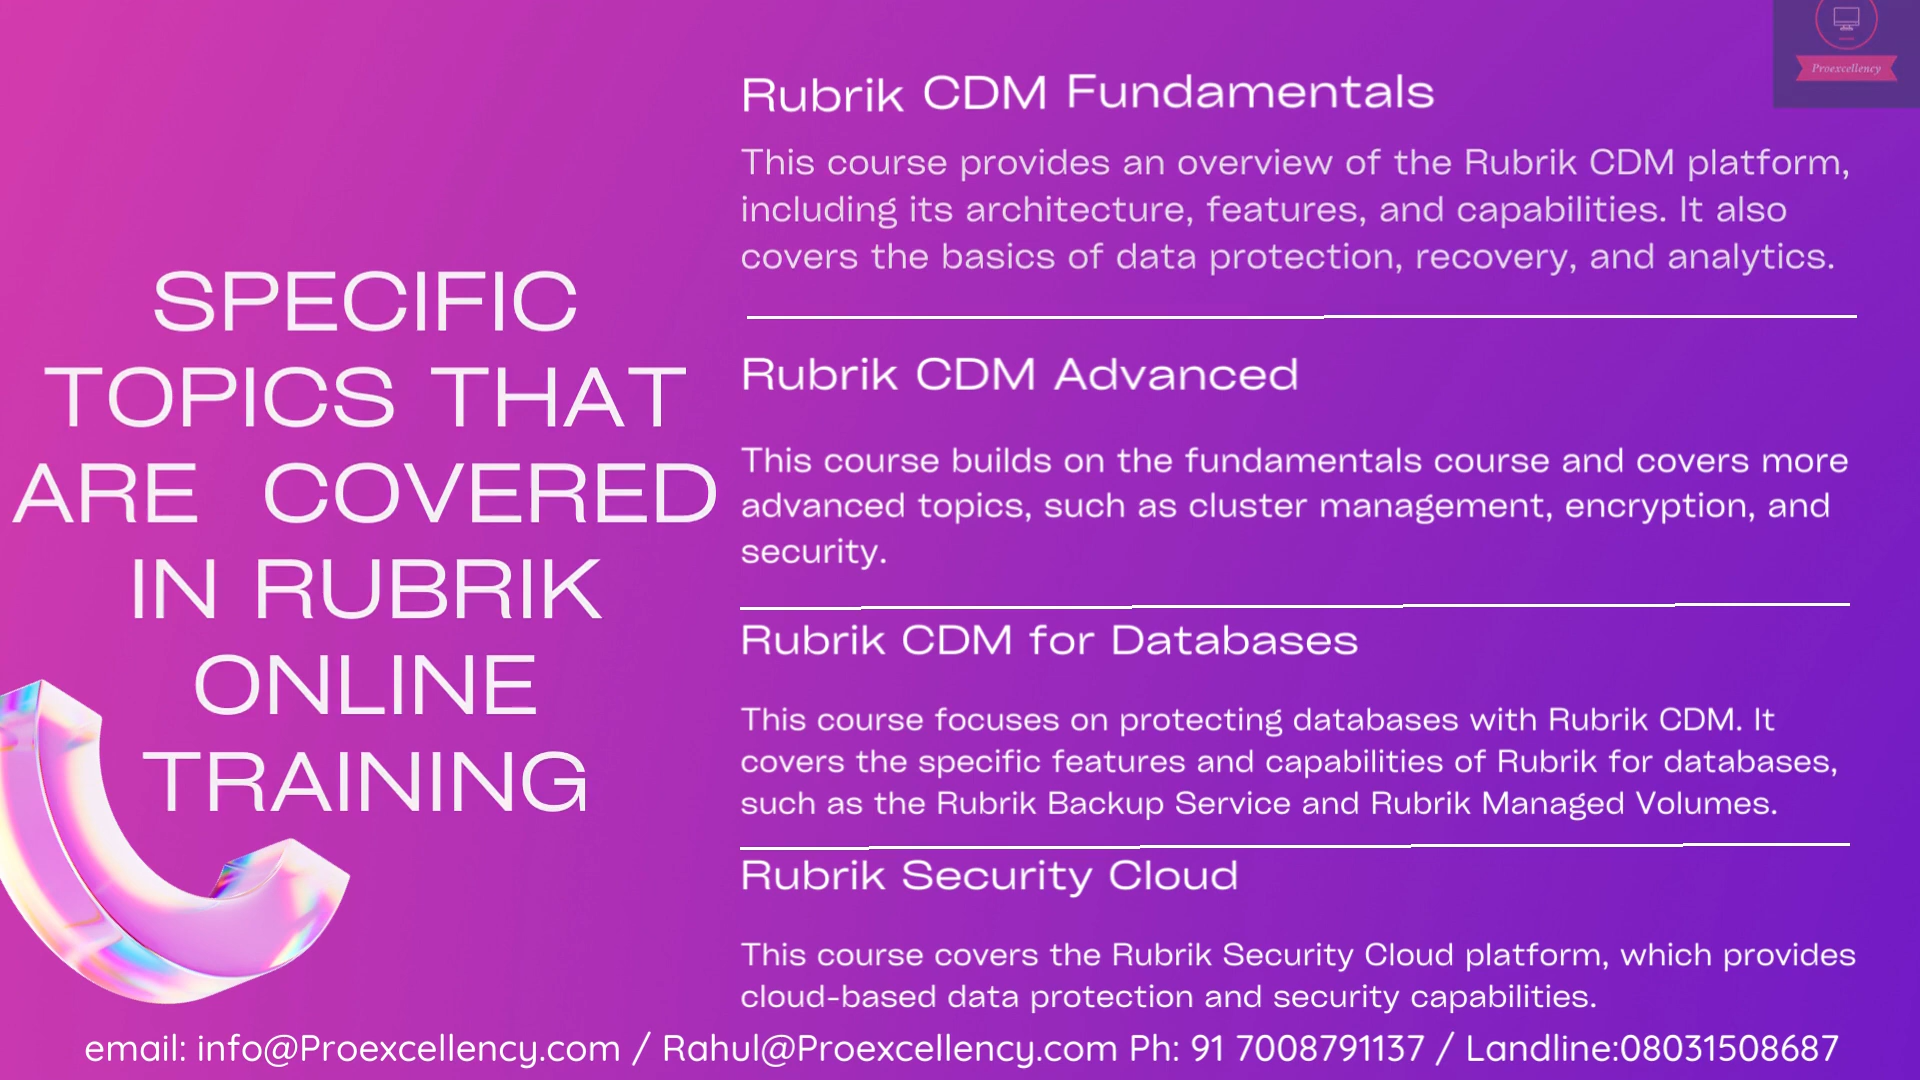 SPECIFIC
TOPICS THAT
ARE COVERED
IN RUBRIK
ONLINE
TRAINING
Proexcellency
Rubrik CDM Fundamentals
This course provides an overview of the Rubrik CDM platform,
including its architecture, features, and capabilities. It also
covers the basics of data protection, recovery, and analytics.
Rubrik CDM Advanced
This course builds on the fundamentals course and covers more
advanced topics, such as cluster management, encryption, and
security.
Rubrik CDM for Databases
This course focuses on protecting databases with Rubrik CDM. It
covers the specific features and capabilities of Rubrik for databases,
such as the Rubrik Backup Service and Rubrik Managed Volumes.
Rubrik Security Cloud
This course covers the Rubrik Security Cloud platform, which provides
cloud-based data protection and security capabilities.
email: info@Proexcellency.com / Rahul@Proexcellency.com Ph: 91 7008791137 / Landline:08031508687